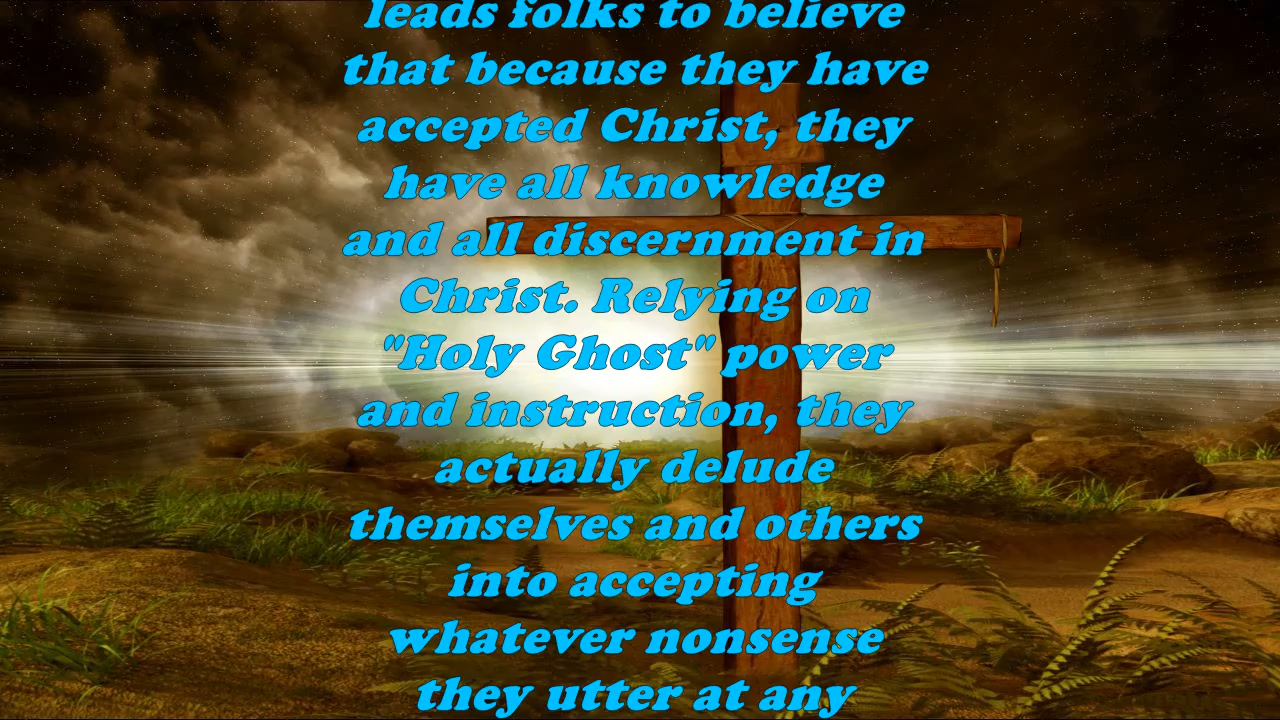 leads folks to believe
that because they have
accepted Christ, they
have all knowledge
and all discernment in
Christ. Relying on
"Holy Ghost" power
and instruction, they
actually delude
themselves and others
into accepting
whatever nonsense
they utter at any